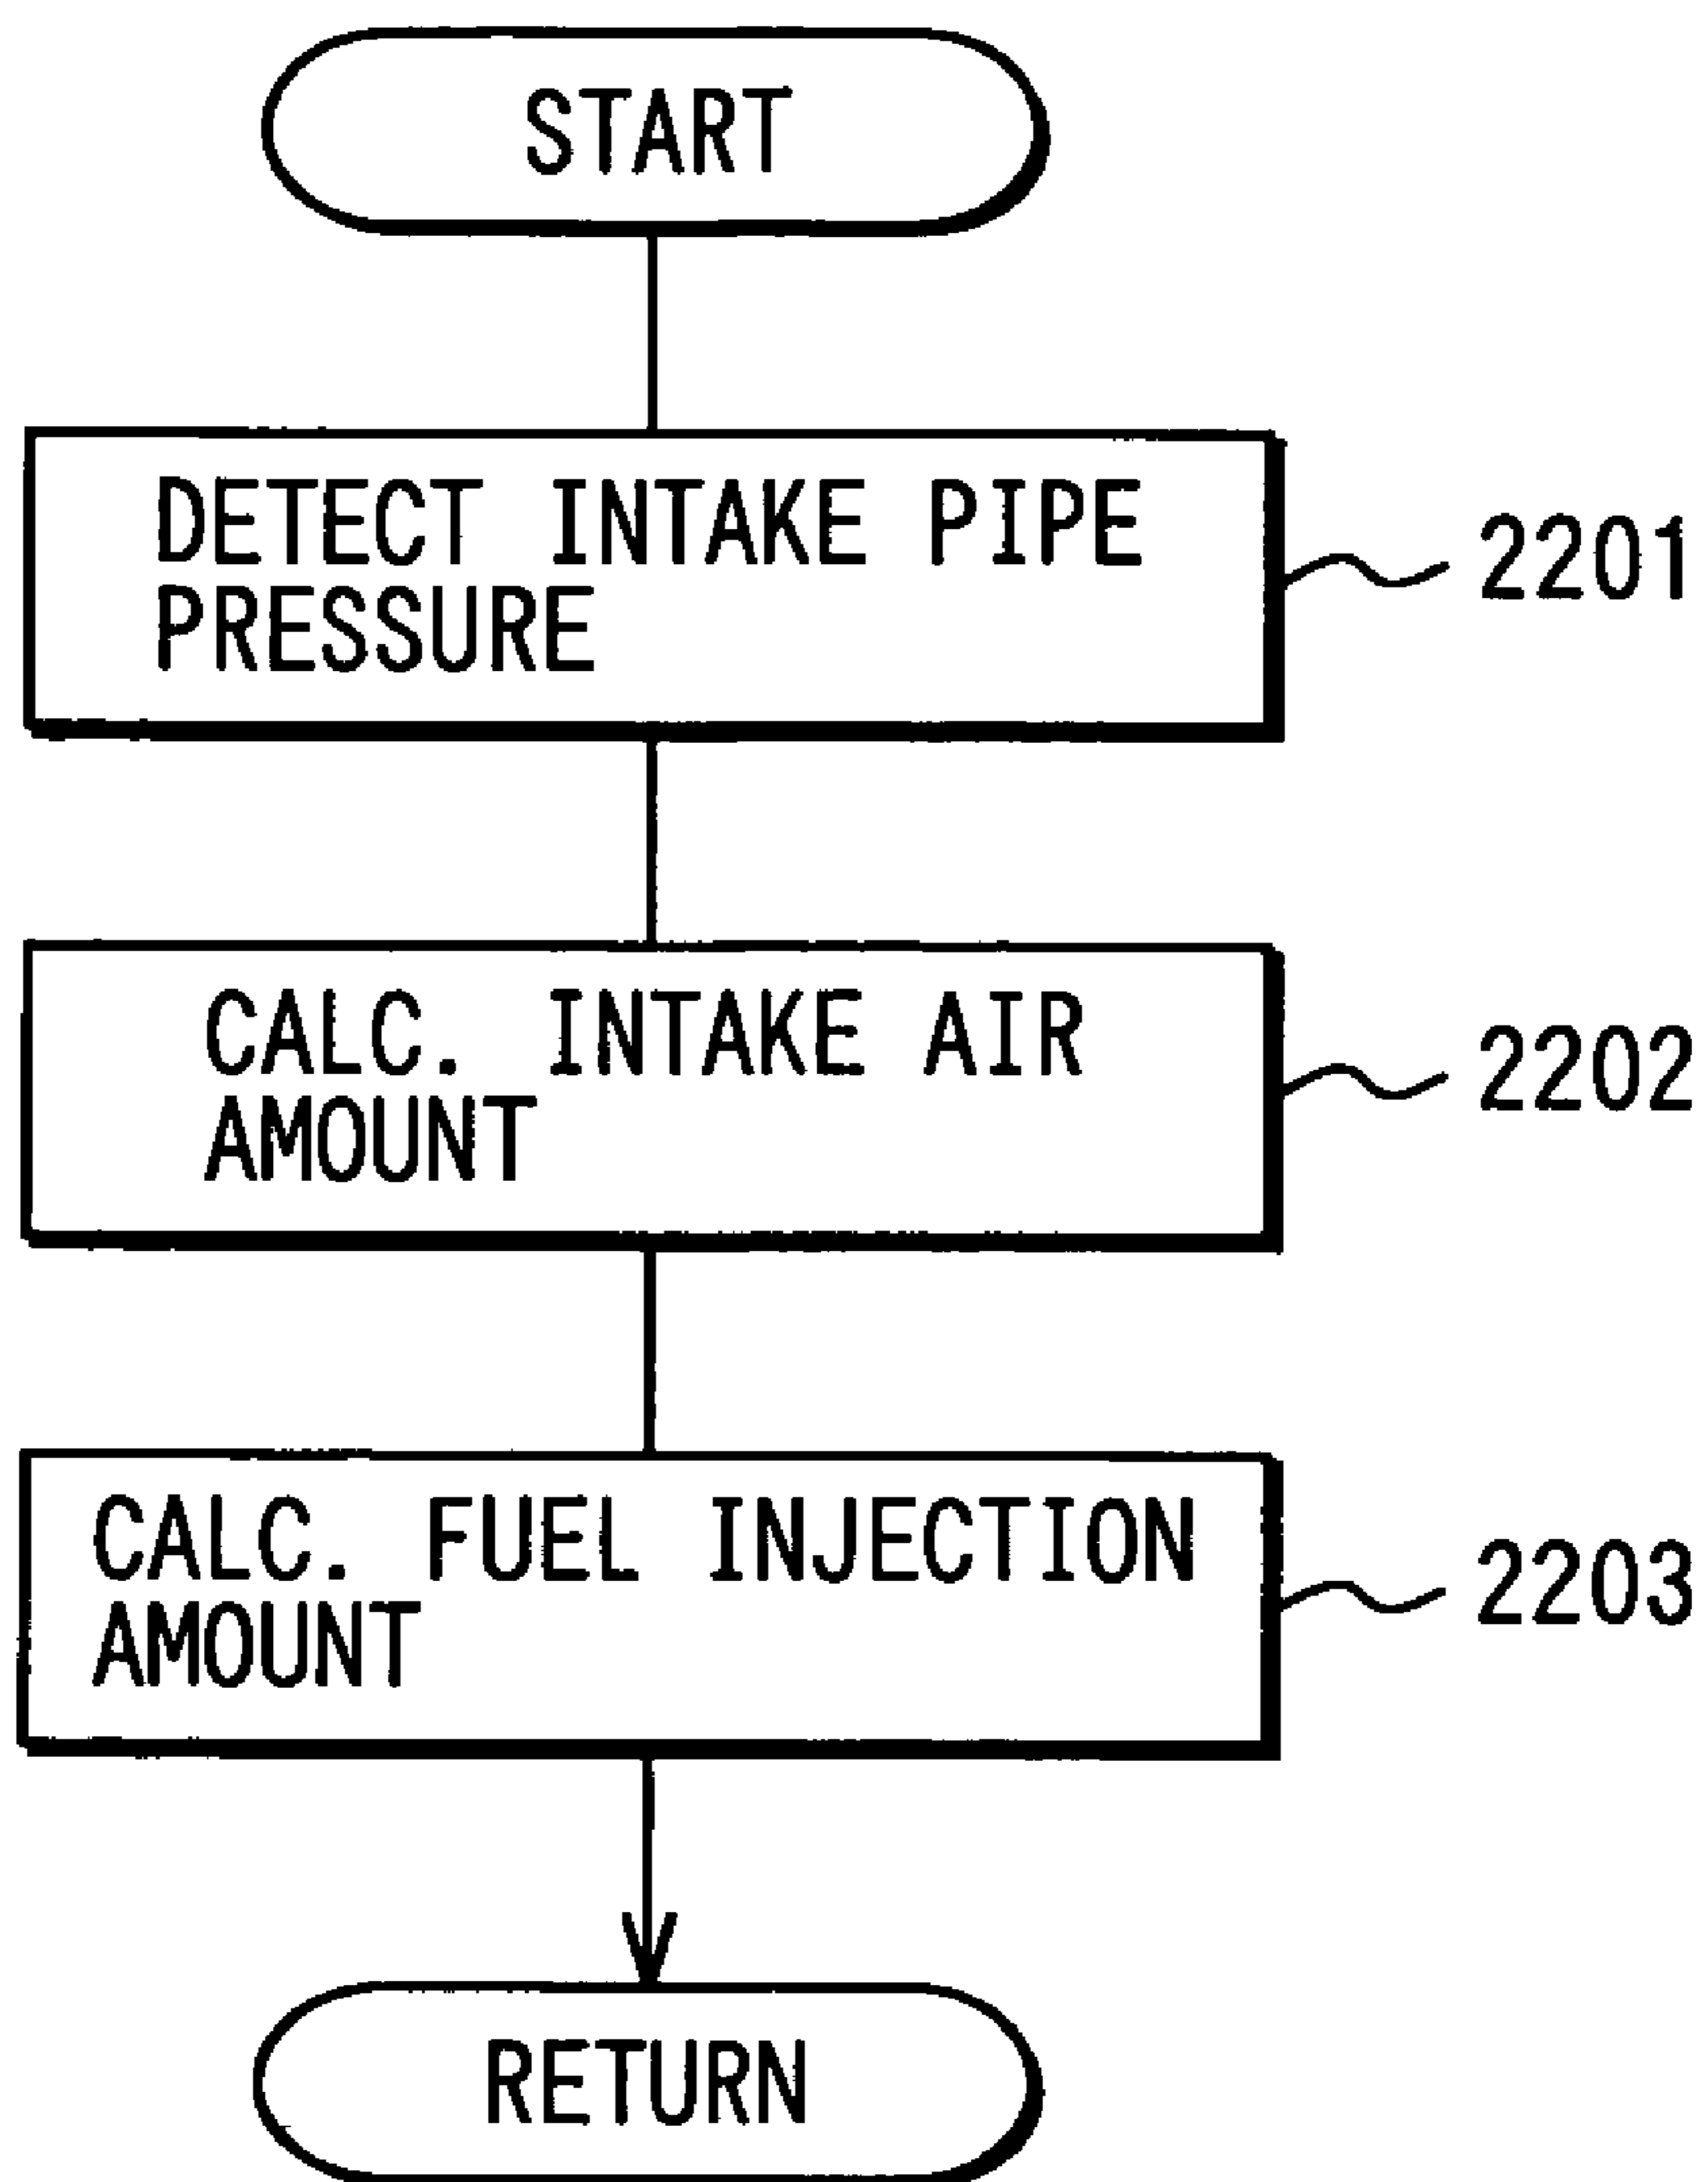 START
DETECT INTAKE PIPE
PRESSURE
2201
CALC. INTAKE AIR
AMOUNT
2202
CALC. FUEL INJECTION
AMOUNT
2203
RETURN